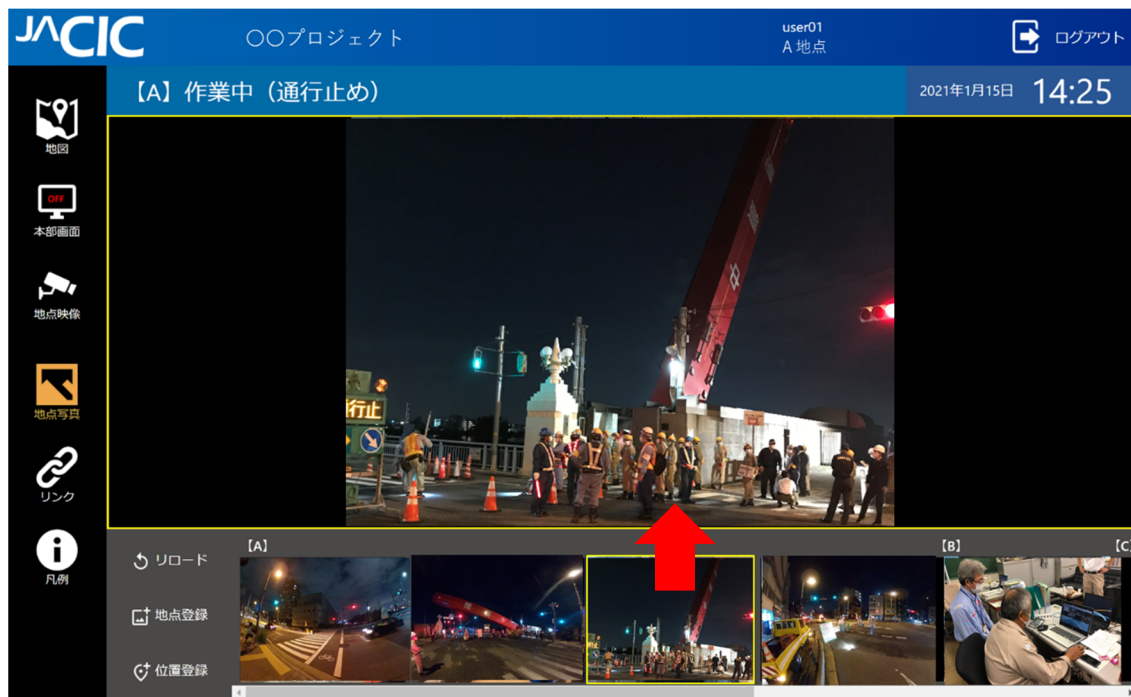 JACIC
〇〇プロジェクト
user01
A 地点
ログアウト
【A】作業中（通行止め）
2021年1月15日
14:25
地図
OFF
本部画面
地点映像
地点写真
リンク
凡例
行止
リロード
地点登録
位置登録
【A】
【B】
【C